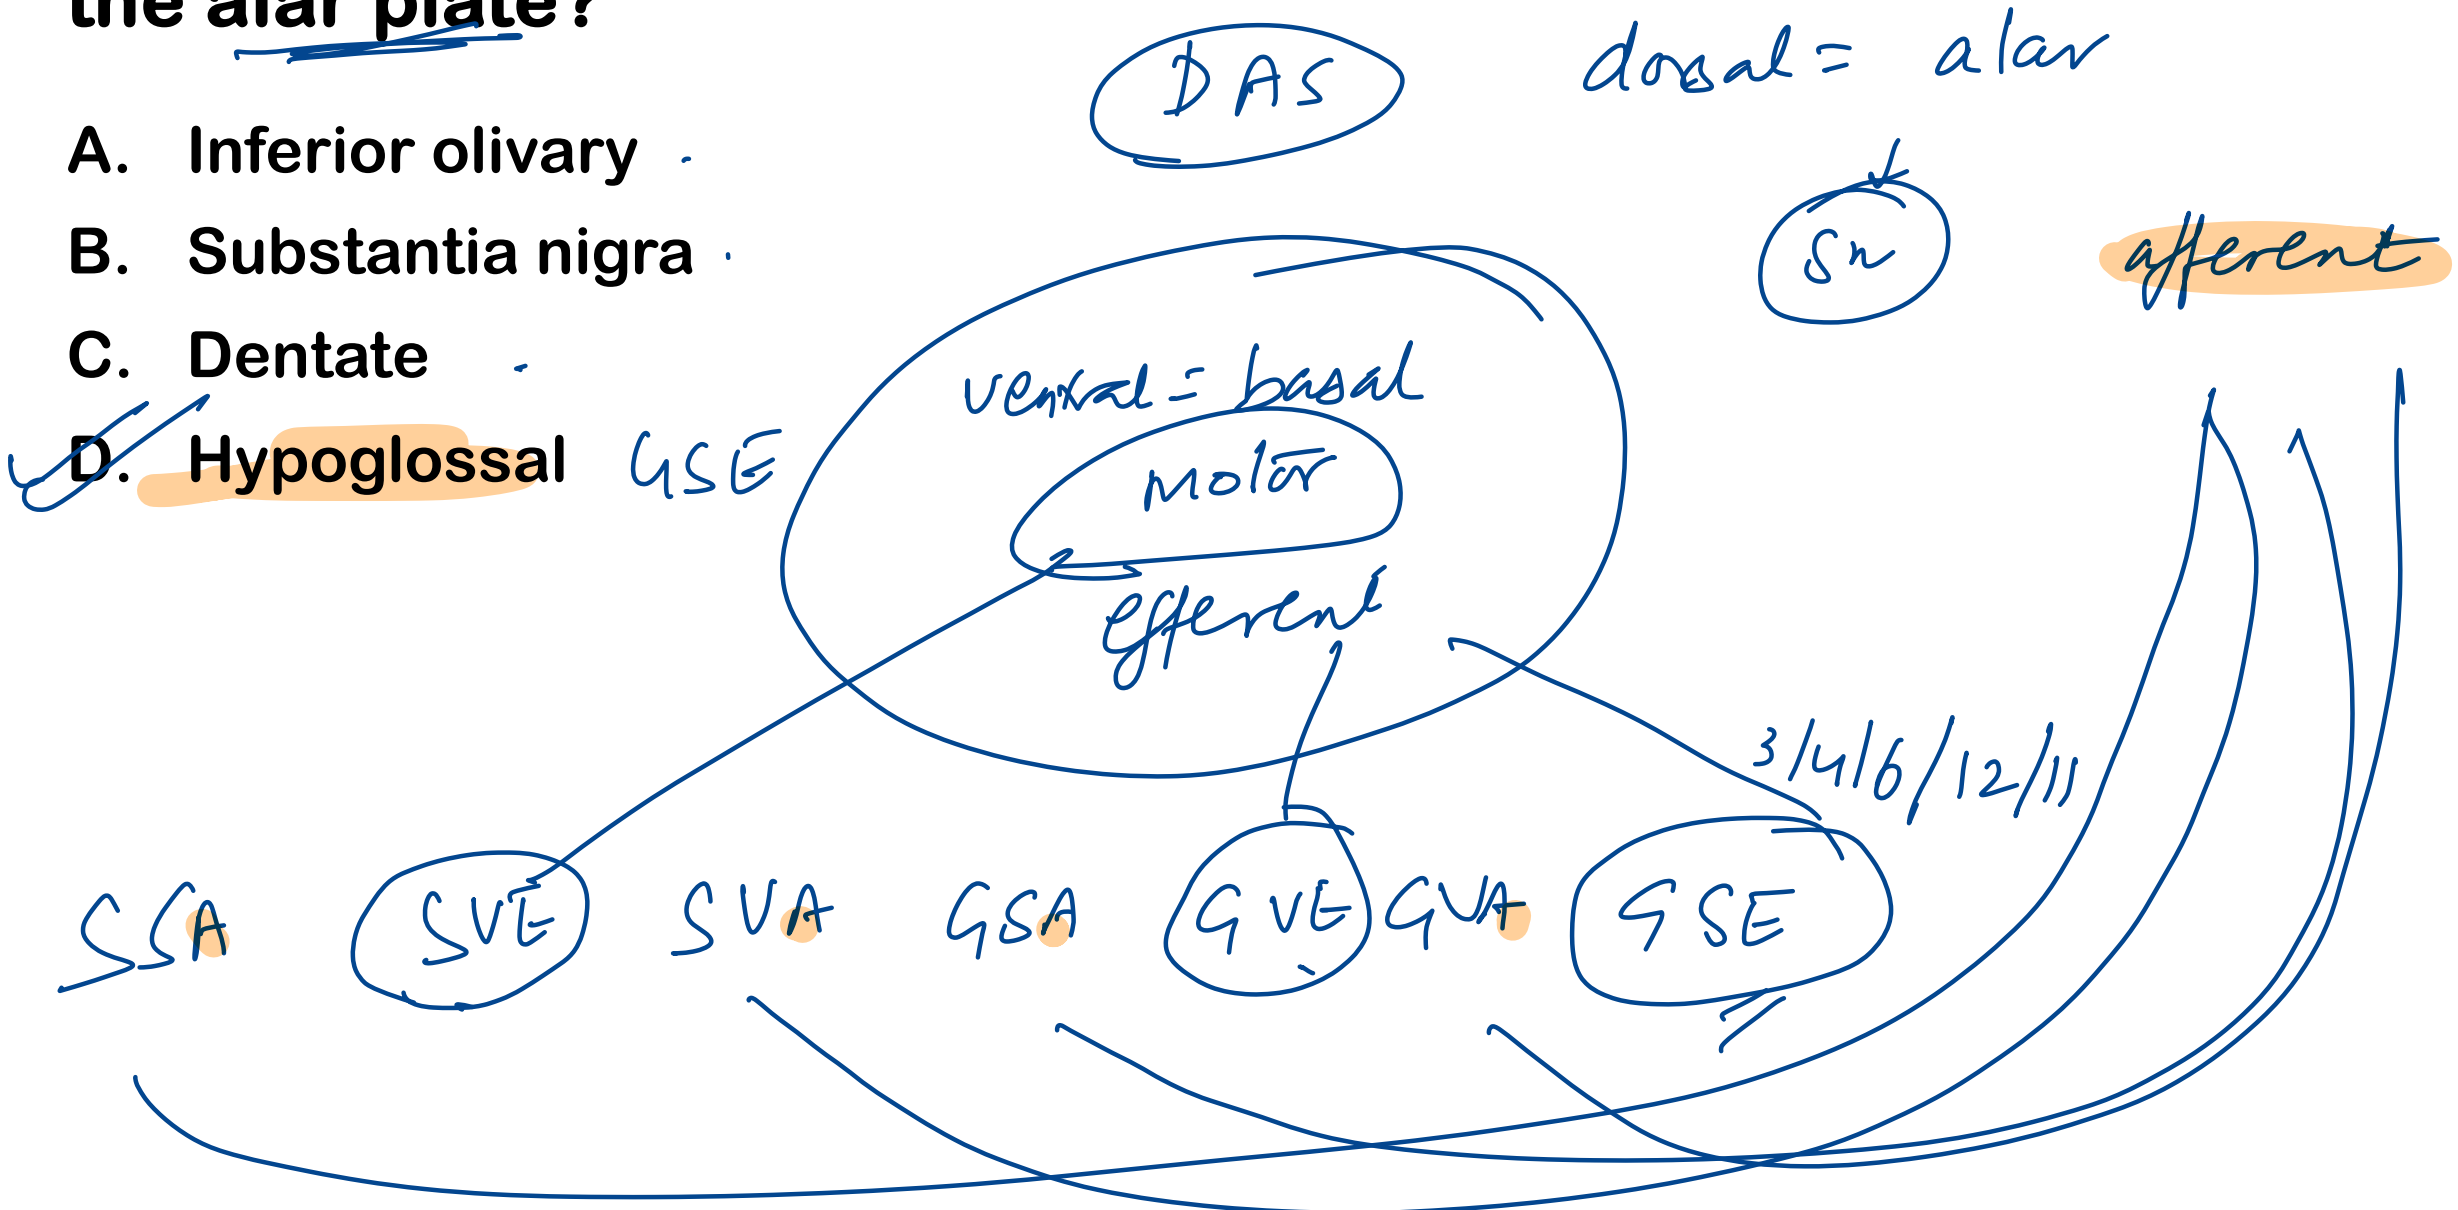 the alar plate?
DAS
dorsal = alar
A. Inferior olivary
B. Substantia nigra
Sn
afferent
C. Dentate
ventral = basal
D. Hypoglossal
GSE
Motor
efferent
3/4/6/12/11
SSA SVE SVA GSA GVE GVA GSE